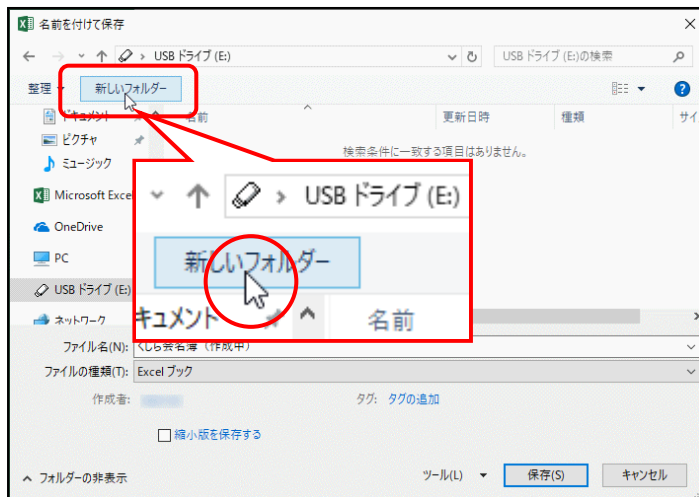 名前を付けて保存
USB ドライブ (E:)
USB ドライブ (E:)の検索
整理
新しいフォルダー
ドキュメント
名前
更新日時
種類
サイ
検索条件に一致する項目はありません。
ピクチャ
ミュージック
Microsoft Exce
OneDrive
PC
USB ドライブ (E:)
ネットワーク
USB ドライブ (E:)
新しいフォルダー
キュメント
名前
ファイル名(N):
くじら会名簿（作成中）
ファイルの種類(T):
Excel ブック
作成者:
タグ:
タグの追加
縮小版を保存する
フォルダーの非表示
ツール(L)
保存(S)
キャンセル